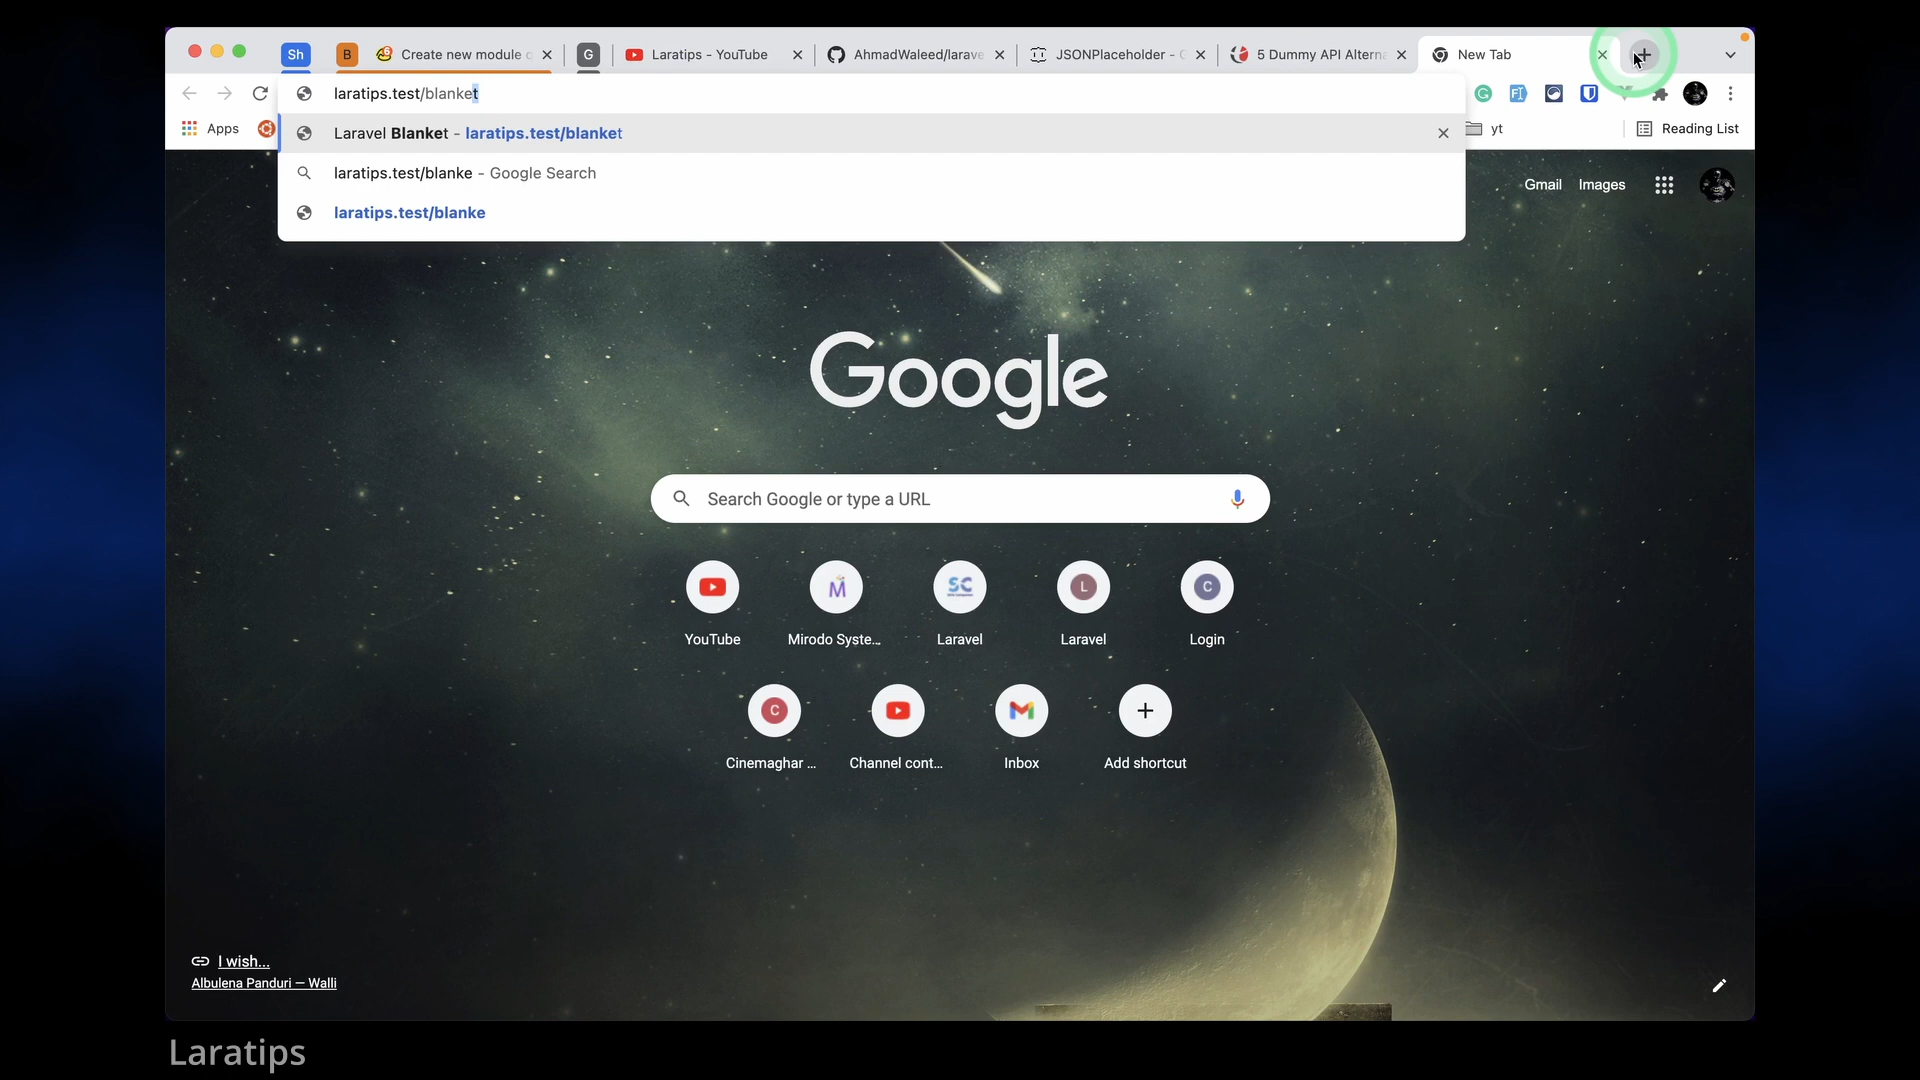 Sh
B
Create new module c
G
Laratips - YouTube
AhmadWaleed/larave
JSONPlaceholder -
5 Dummy API Alterna
New Tab
laratips.test/blanket
Apps
Laravel Blanket - laratips.test/blanket
yt
Reading List
laratips.test/blanke - Google Search
laratips.test/blanke
Gmail
Images
Google
Search Google or type a URL
YouTube
Mirodo Syste...
SC
Laravel
L
Laravel
C
Login
C
Cinemaghar ...
Channel cont...
Inbox
Add shortcut
I wish...
Albulena Panduri — Walli
Laratips